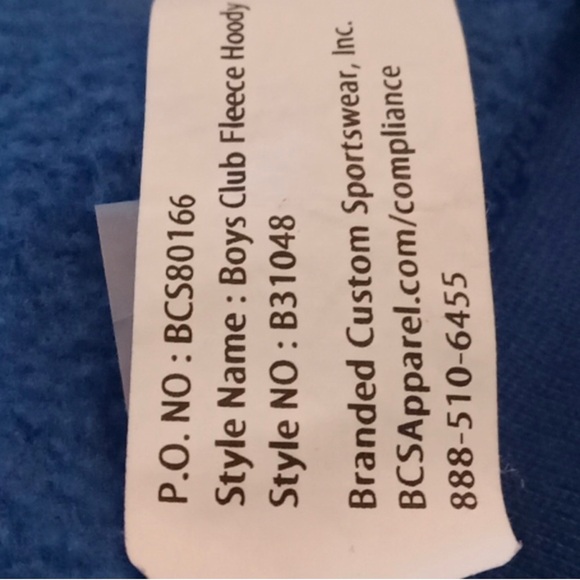 P.O. NO : BCS80166
Style Name : Boys Club Fleece Hoody
Style NO : B31048
Branded Custom Sportswear, Inc.
BCSApparel.com/compliance
888-510-6455